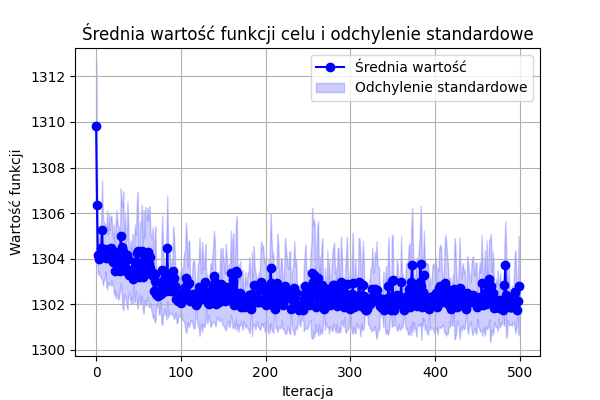 Średnia wartość funkcji celu i odchylenie standardowe
Średnia wartość
Odchylenie standardowe
Wartość funkcji
1312
1310
1308
1306
1304
1302
1300
0 100 200 300 400 500
Iteracja